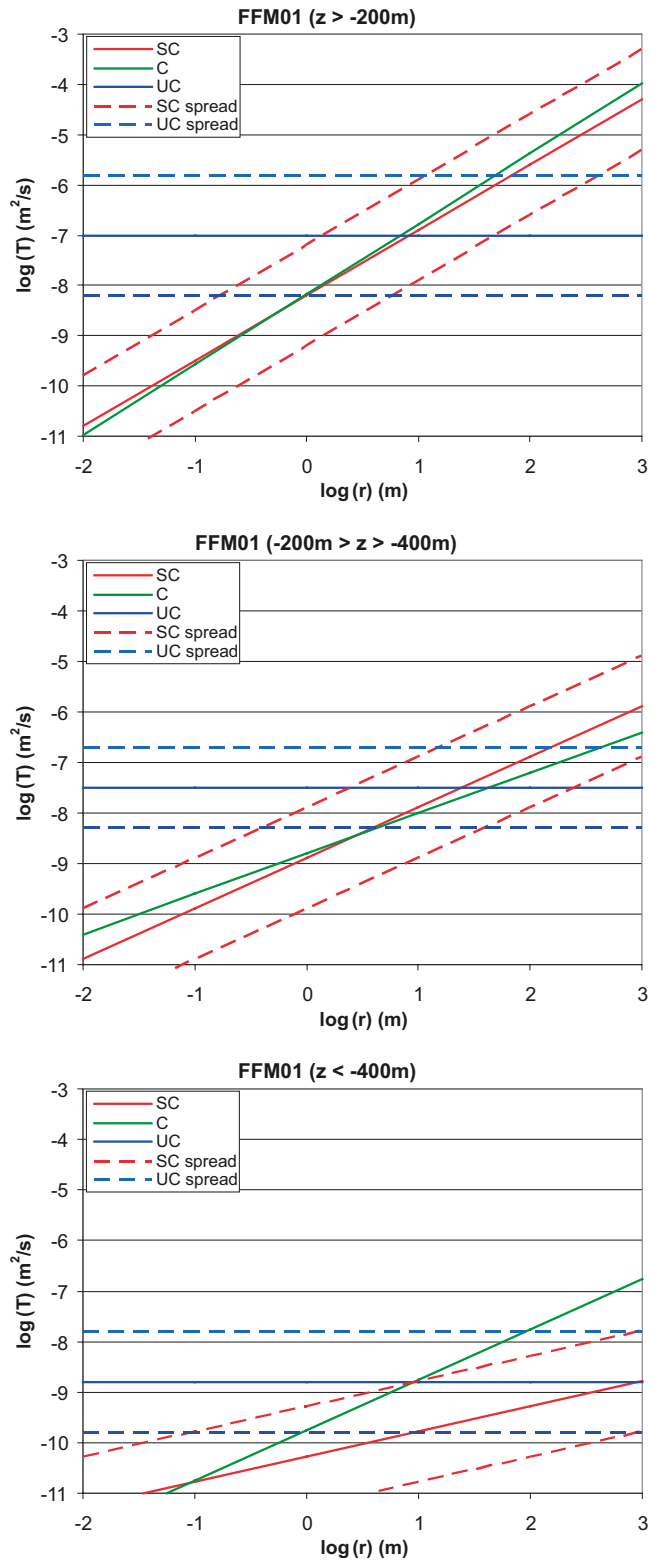 FFM01 (z > -200m)
-3
-4
-5
-6
-7
-8
-9
-10
-11
log (T) (m²/s)
SC
C
UC
SC spread
UC spread
-2 -1 0 1 2 3
log (r) (m)
FFM01 (-200m > z > -400m)
-3
-4
-5
-6
-7
-8
-9
-10
-11
log (T) (m²/s)
SC
C
UC
SC spread
UC spread
-2 -1 0 1 2 3
log (r) (m)
FFM01 (z < -400m)
-3
-4
-5
-6
-7
-8
-9
-10
-11
log (T) (m²/s)
SC
C
UC
SC spread
UC spread
-2 -1 0 1 2 3
log (r) (m)